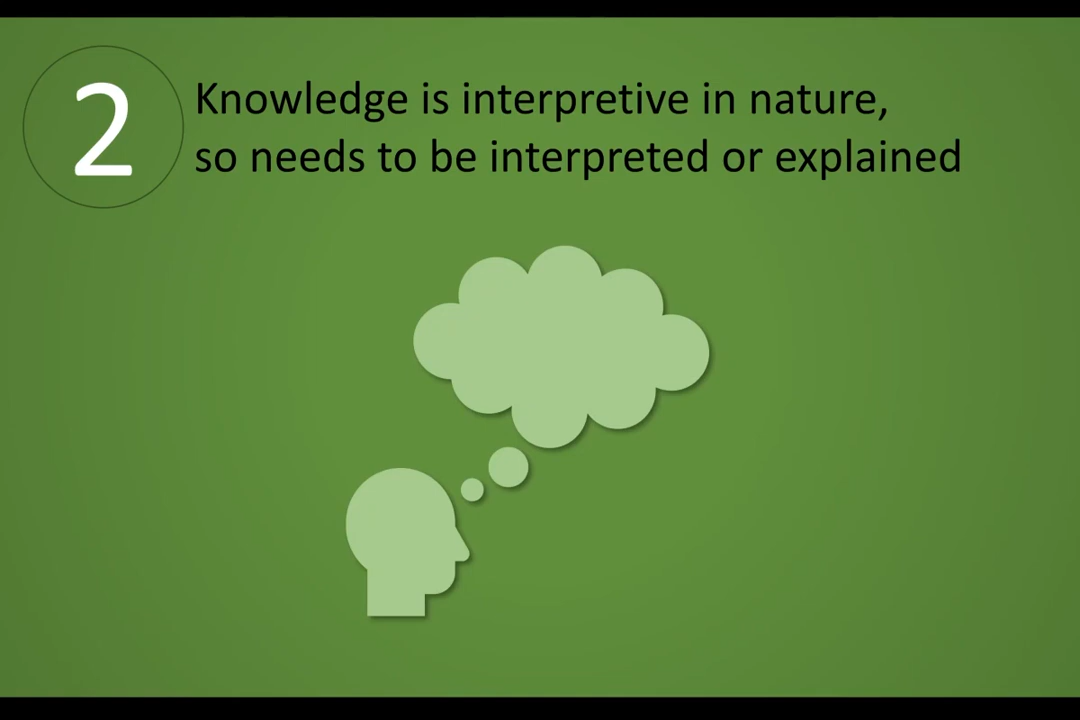 2
Knowledge is interpretive in nature,
so needs to be interpreted or explained